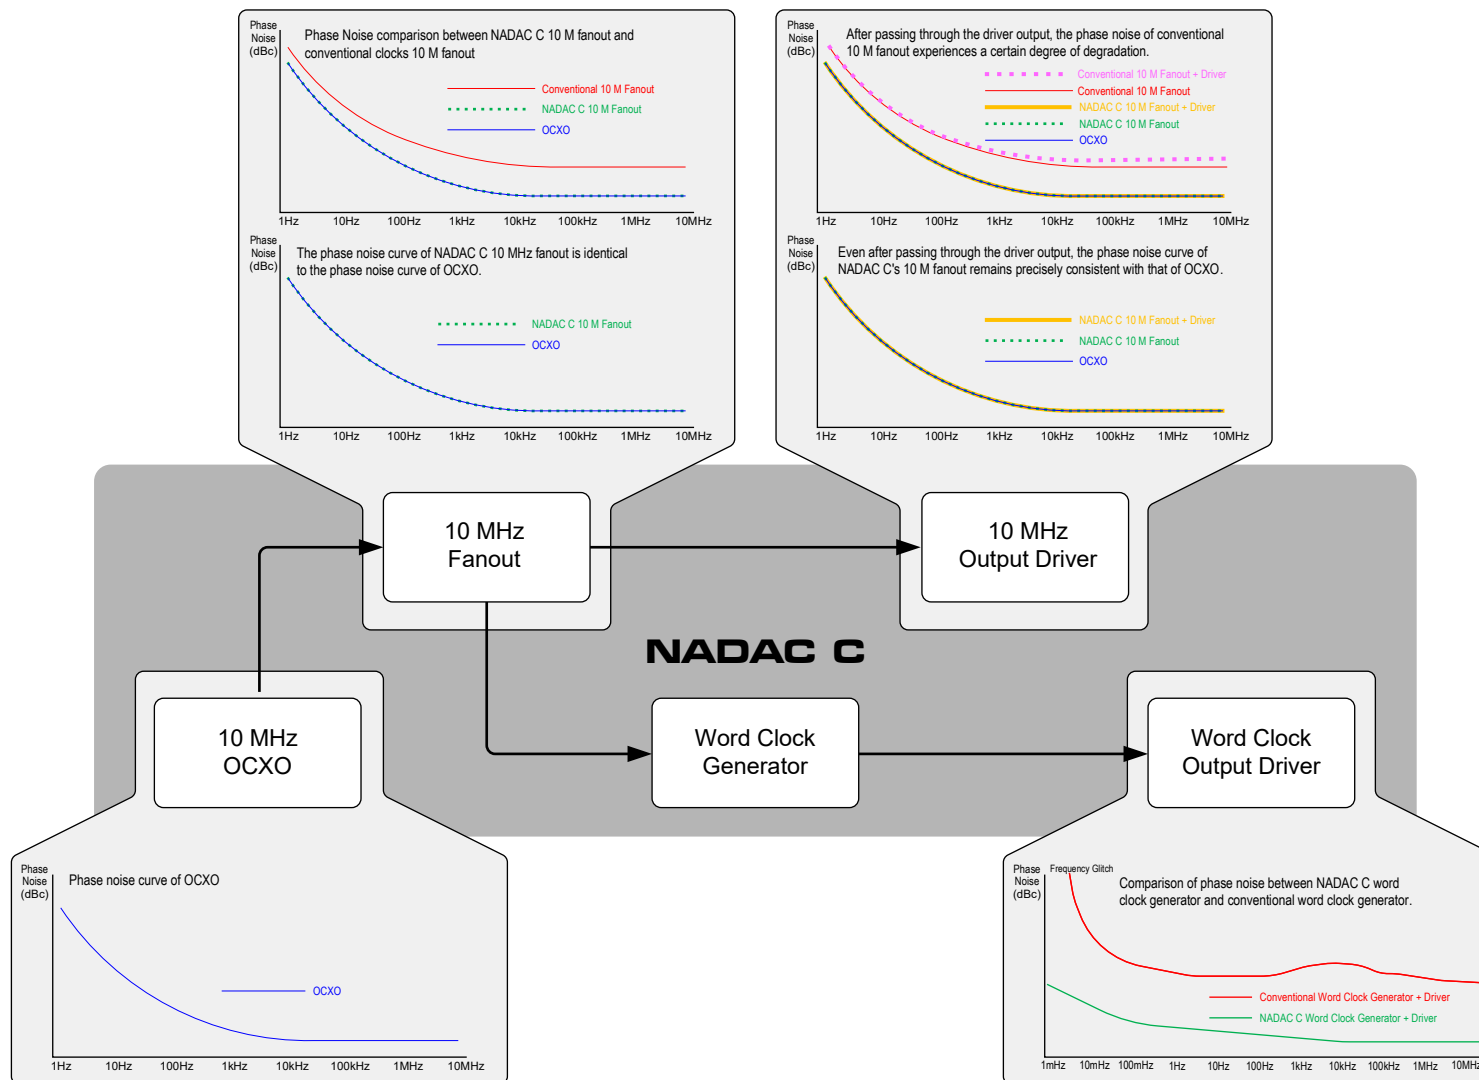 Phase
Noise
(dBc)
Phase Noise comparison between NADAC C 10 M fanout and
conventional clocks 10 M fanout
Conventional 10 M Fanout
NADAC C 10 M Fanout
OCXO
1Hz 10Hz 100Hz 1kHz 10kHz 100kHz 1MHz 10MHz
Phase
Noise
(dBc)
The phase noise curve of NADAC C 10 MHz fanout is identical
to the phase noise curve of OCXO.
NADAC C 10 M Fanout
OCXO
1Hz 10Hz 100Hz 1kHz 10kHz 100kHz 1MHz 10MHz
Phase
Noise
(dBc)
After passing through the driver output, the phase noise of conventional
10 M fanout experiences a certain degree of degradation.
Conventional 10 M Fanout + Driver
Conventional 10 M Fanout
NADAC C 10 M Fanout + Driver
NADAC C 10 M Fanout
OCXO
1Hz 10Hz 100Hz 1kHz 10kHz 100kHz 1MHz 10MHz
Phase
Noise
(dBc)
Even after passing through the driver output, the phase noise curve of
NADAC C's 10 M fanout remains precisely consistent with that of OCXO.
NADAC C 10 M Fanout + Driver
NADAC C 10 M Fanout
OCXO
1Hz 10Hz 100Hz 1kHz 10kHz 100kHz 1MHz 10MHz
10 MHz
Fanout
10 MHz
Output Driver
NADAC C
10 MHz
OCXO
Word Clock
Generator
Word Clock
Output Driver
Phase
Noise
(dBc)
Phase noise curve of OCXO
OCXO
1Hz 10Hz 100Hz 1kHz 10kHz 100kHz 1MHz 10MHz
Phase
Noise
(dBc)
Frequency Glitch
Comparison of phase noise between NADAC C word
clock generator and conventional word clock generator.
Conventional Word Clock Generator + Driver
NADAC C Word Clock Generator + Driver
1mHz 10mHz 100mHz 1Hz 10Hz 100Hz 1kHz 10kHz 100kHz 1MHz 10MHz